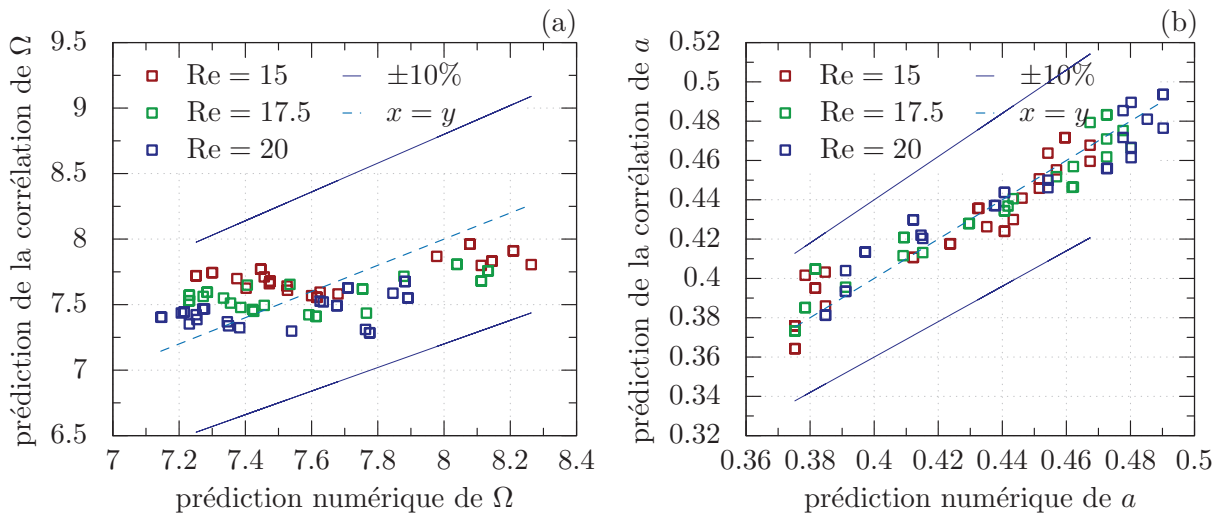 (a)
prédiction de la corrélation de Ω
9.5
9
8.5
8
7.5
7
6.5
Re = 15
Re = 17.5
Re = 20
±10%
x = y
7 7.2 7.4 7.6 7.8 8 8.2 8.4
prédiction numérique de Ω
(b)
prédiction de la corrélation de a
0.52
0.5
0.48
0.46
0.44
0.42
0.4
0.38
0.36
0.34
0.32
Re = 15
Re = 17.5
Re = 20
±10%
x = y
0.36 0.38 0.4 0.42 0.44 0.46 0.48 0.5
prédiction numérique de a